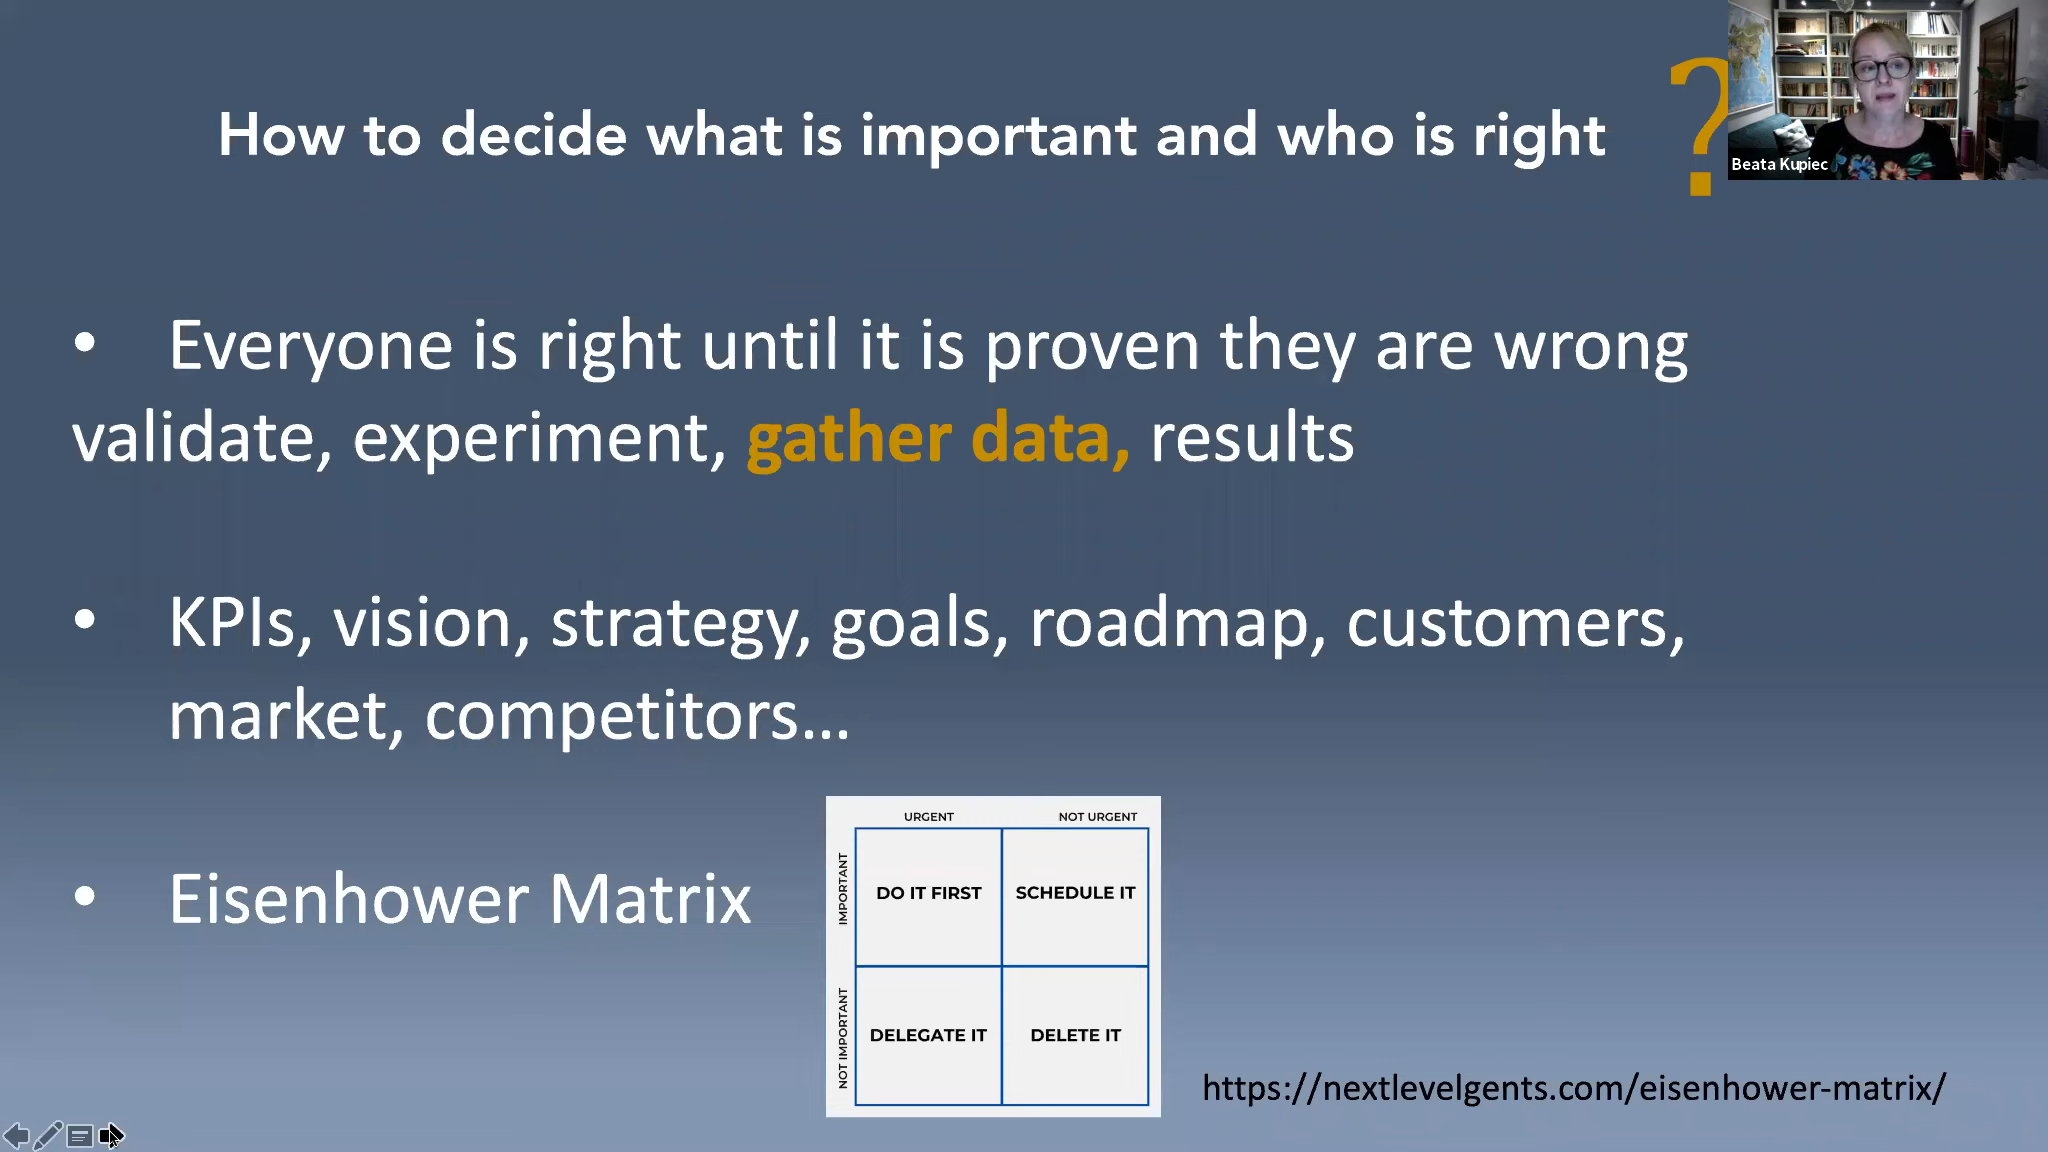 How to decide what is important and who is right ?
Beata Kupiec
• Everyone is right until it is proven they are wrong
validate, experiment, gather data, results
• KPIs, vision, strategy, goals, roadmap, customers,
market, competitors...
• Eisenhower Matrix
URGENT NOT URGENT
IMPORTANT
DO IT FIRST SCHEDULE IT
NOT IMPORTANT
DELEGATE IT DELETE IT
https://nextlevelgents.com/eisenhower-matrix/